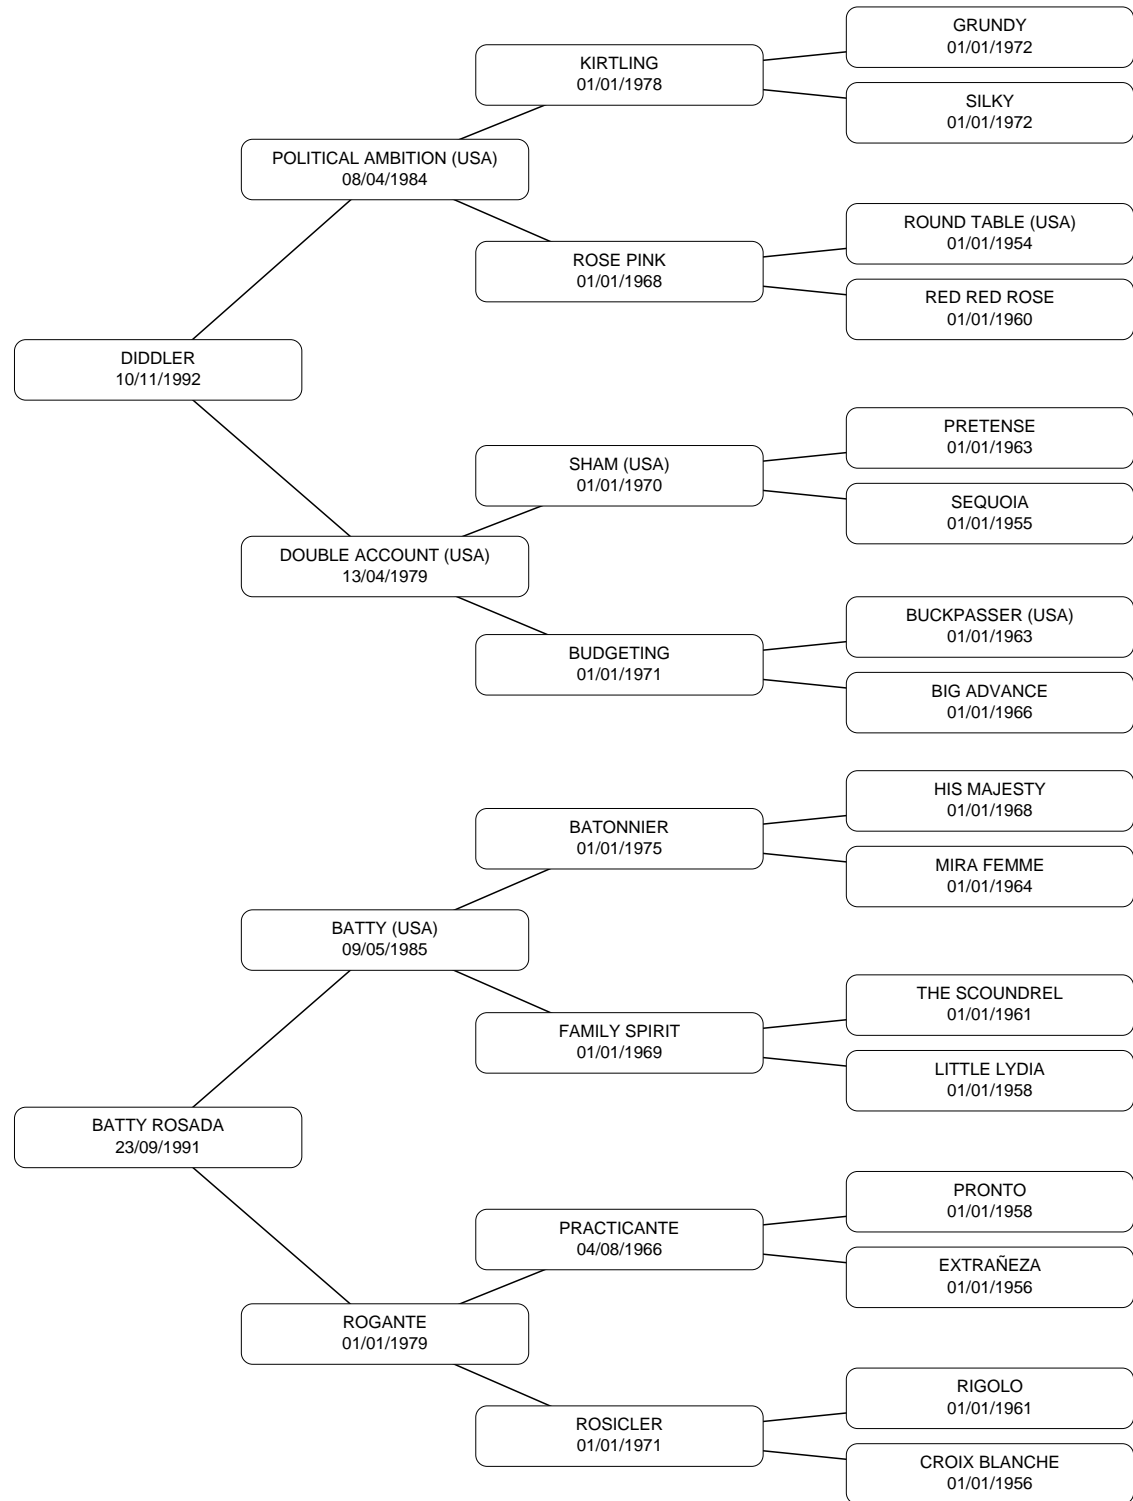 GRUNDY
01/01/1972
KIRTLING
01/01/1978
SILKY
01/01/1972
POLITICAL AMBITION (USA)
08/04/1984
ROUND TABLE (USA)
01/01/1954
ROSE PINK
01/01/1968
RED RED ROSE
01/01/1960
DIDDLER
10/11/1992
PRETENSE
01/01/1963
SHAM (USA)
01/01/1970
SEQUOIA
01/01/1955
DOUBLE ACCOUNT (USA)
13/04/1979
BUCKPASSER (USA)
01/01/1963
BUDGETING
01/01/1971
BIG ADVANCE
01/01/1966
HIS MAJESTY
01/01/1968
BATONNIER
01/01/1975
MIRA FEMME
01/01/1964
BATTY (USA)
09/05/1985
THE SCOUNDREL
01/01/1961
FAMILY SPIRIT
01/01/1969
LITTLE LYDIA
01/01/1958
BATTY ROSADA
23/09/1991
PRONTO
01/01/1958
PRACTICANTE
04/08/1966
EXTRAÑEZA
01/01/1956
ROGANTE
01/01/1979
RIGOLO
01/01/1961
ROSICLER
01/01/1971
CROIX BLANCHE
01/01/1956